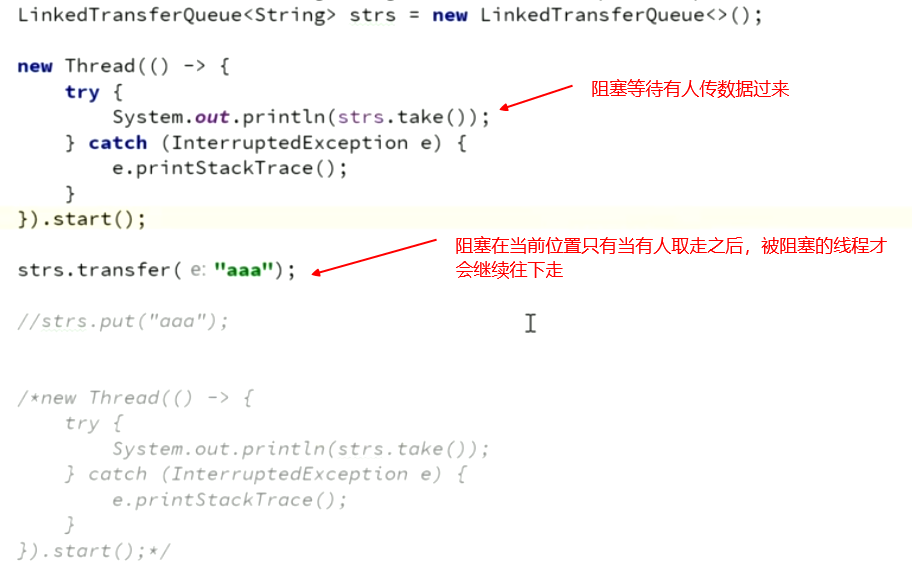 LinkedTransferQueue<String> strs = new LinkedTransferQueue<>();
new Thread(() -> {
try {
System.out.println(strs.take());
阻塞等待有人传数据过来
} catch (InterruptedException e) {
e.printStackTrace();
}
}).start();
阻塞在当前位置只有当有人取走之后，被阻塞的线程才
会继续往下走
strs.transfer( e: "aaa");
//strs.put("aaa");
/*new Thread(() -> {
try {
System.out.println(strs.take());
} catch (InterruptedException e) {
e.printStackTrace();
}
}).start();*/